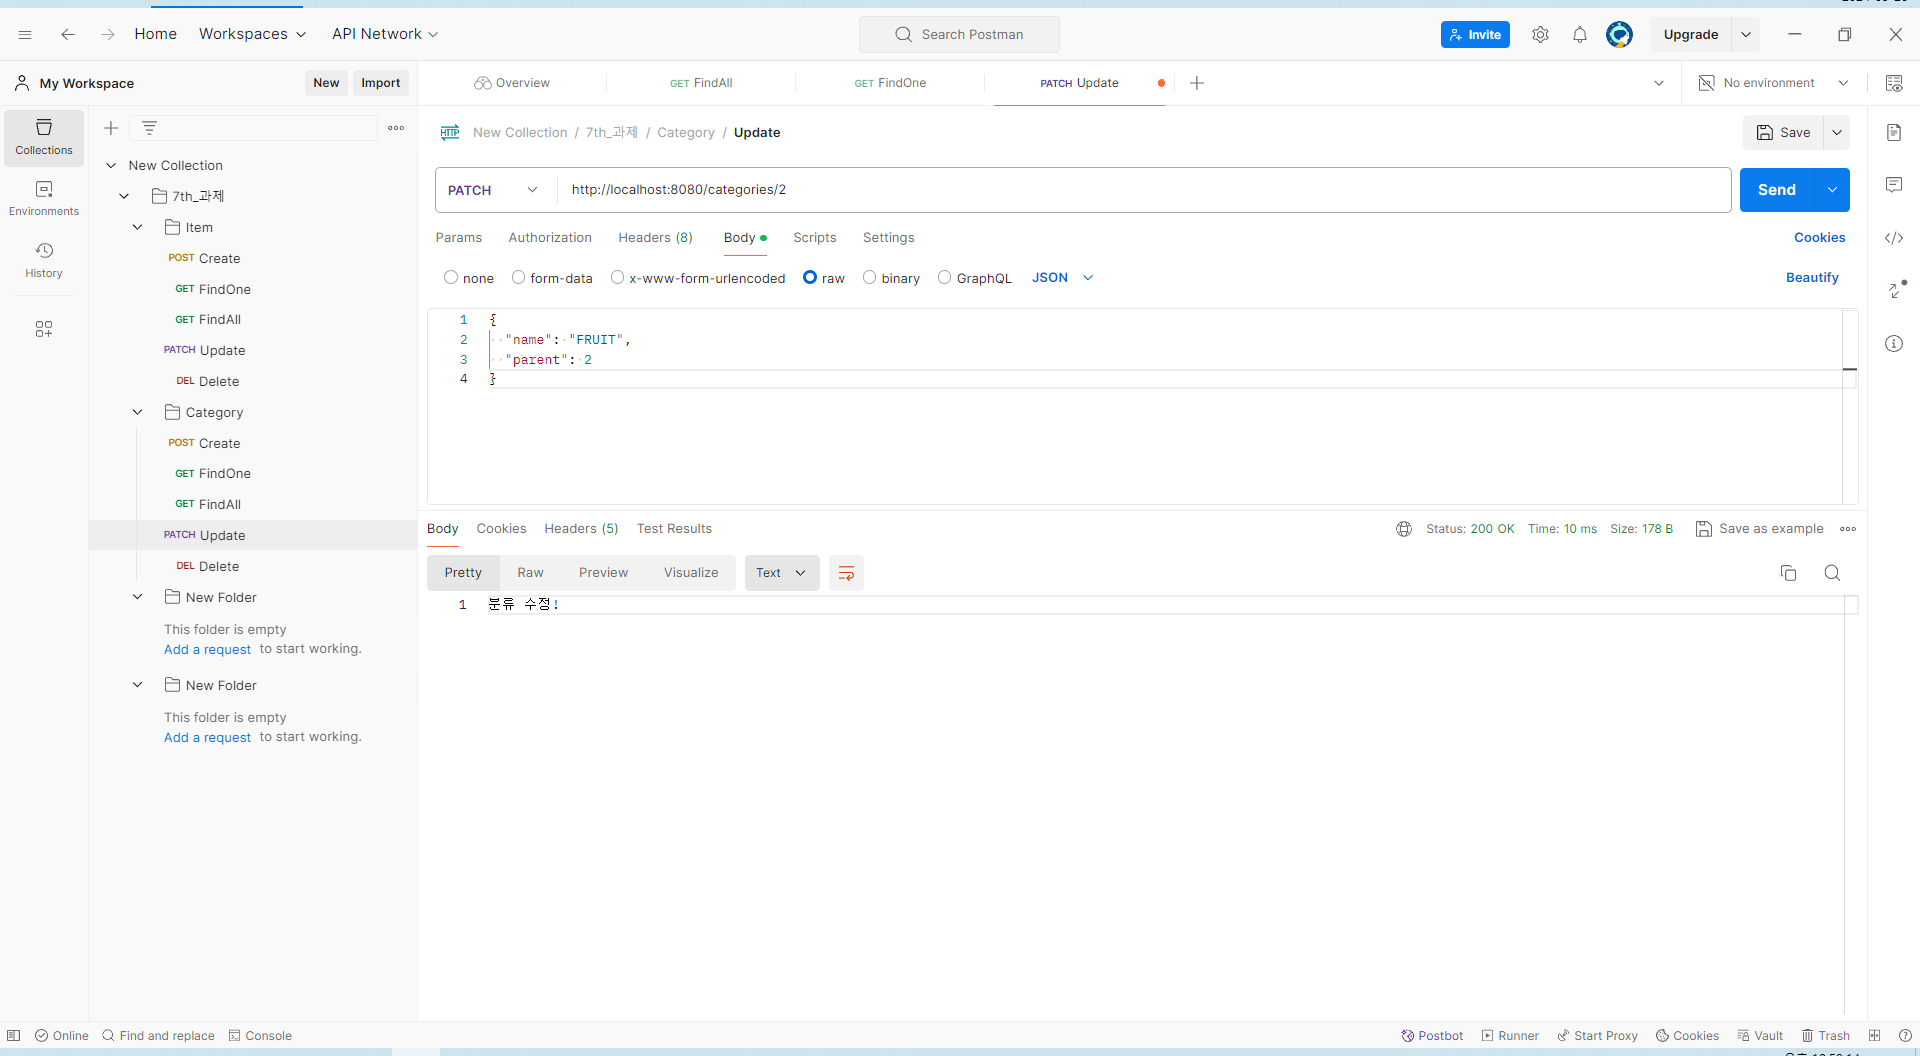 Home Workspaces API Network Search Postman Invite Upgrade
My Workspace New Import Overview GET FindAll GET FindOne PATCH Update No environment
Collections
Environments
History
New Collection
7th_과제
Item
POST Create
GET FindOne
GET FindAll
PATCH Update
DEL Delete
Category
POST Create
GET FindOne
GET FindAll
PATCH Update
DEL Delete
New Folder
This folder is empty
Add a request to start working.
New Folder
This folder is empty
Add a request to start working.
HTTP New Collection / 7th_과제 / Category / Update Save
PATCH http://localhost:8080/categories/2 Send
Params Authorization Headers (8) Body Scripts Settings Cookies
none form-data x-www-form-urlencoded raw binary GraphQL JSON Beautify
1 {
2 "name": "FRUIT",
3 "parent": 2
4 }
Body Cookies Headers (5) Test Results Status: 200 OK Time: 10 ms Size: 178 B Save as example
Pretty Raw Preview Visualize Text
1 분류 수정!
Online Find and replace Console Postbot Runner Start Proxy Cookies Vault Trash